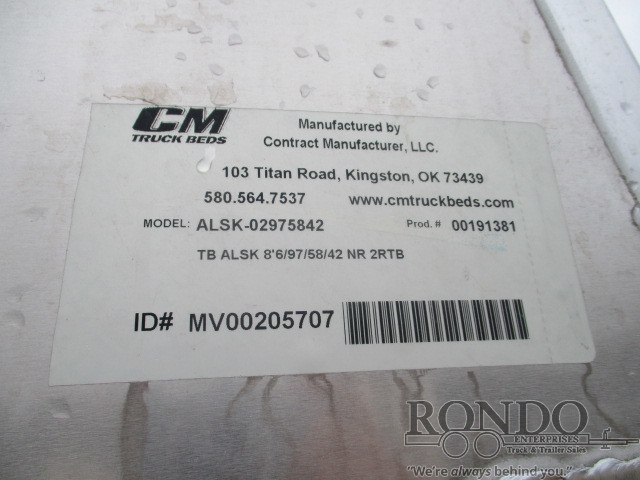 CM
TRUCK BEDS
Manufactured by
Contract Manufacturer, LLC.
103 Titan Road, Kingston, OK 73439
580.564.7537 www.cmtruckbeds.com
MODEL: ALSK-02975842 Prod. # 00191381
TB ALSK 8'6/97/58/42 NR 2RTB
ID# MV00205707
RONDO
ENTERPRISES
Truck & Trailer Sales
"We're always behind you."